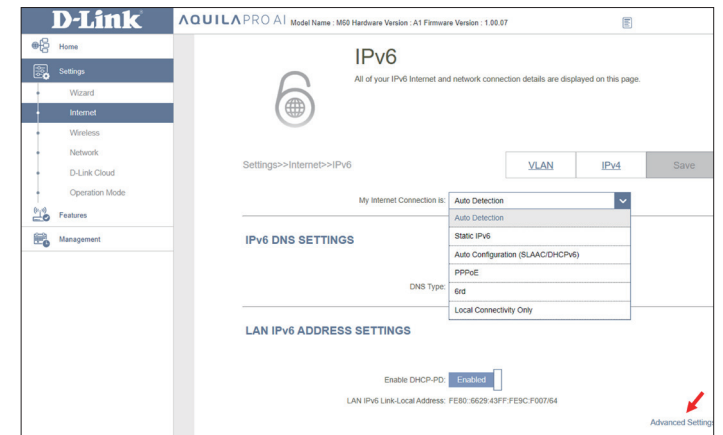 D-Link
AQUILA PRO AI Model Name : M60 Hardware Version : A1 Firmware Version : 1.00.07
Home
Settings
Wizard
Internet
Wireless
Network
D-Link Cloud
Operation Mode
Features
Management
IPv6
All of your IPv6 Internet and network connection details are displayed on this page.
Settings>>Internet>>IPv6
VLAN
IPv4
Save
My Internet Connection is: Auto Detection
Auto Detection
Static IPv6
Auto Configuration (SLAAC/DHCPv6)
PPPoE
6rd
Local Connectivity Only
IPv6 DNS SETTINGS
DNS Type:
LAN IPv6 ADDRESS SETTINGS
Enable DHCP-PD: Enabled
LAN IPv6 Link-Local Address: FE80::6629:43FF:FE9C:F007/64
Advanced Settings